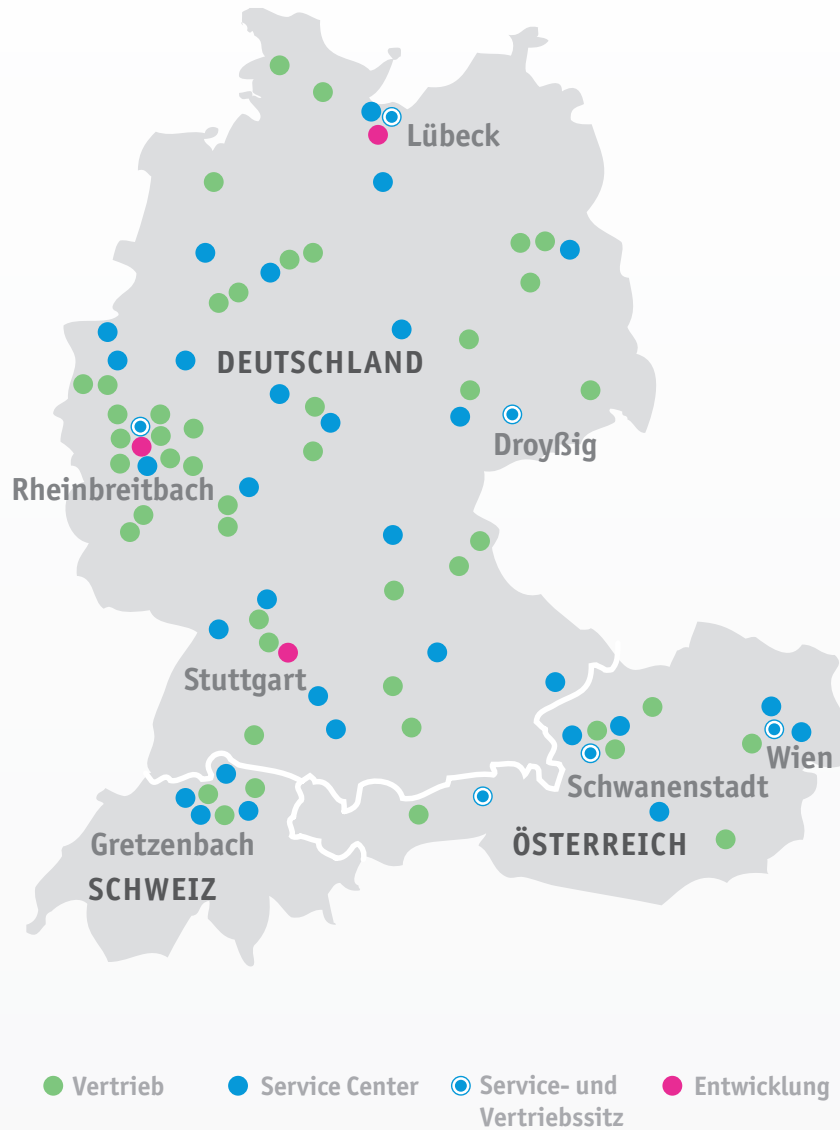 Lübeck
DEUTSCHLAND
Droyßig
Rheinbreitbach
Stuttgart
Wien
Schwanenstadt
Gretzenbach
ÖSTERREICH
SCHWEIZ
Vertrieb
Service Center
Service- und
Vertriebssitz
Entwicklung